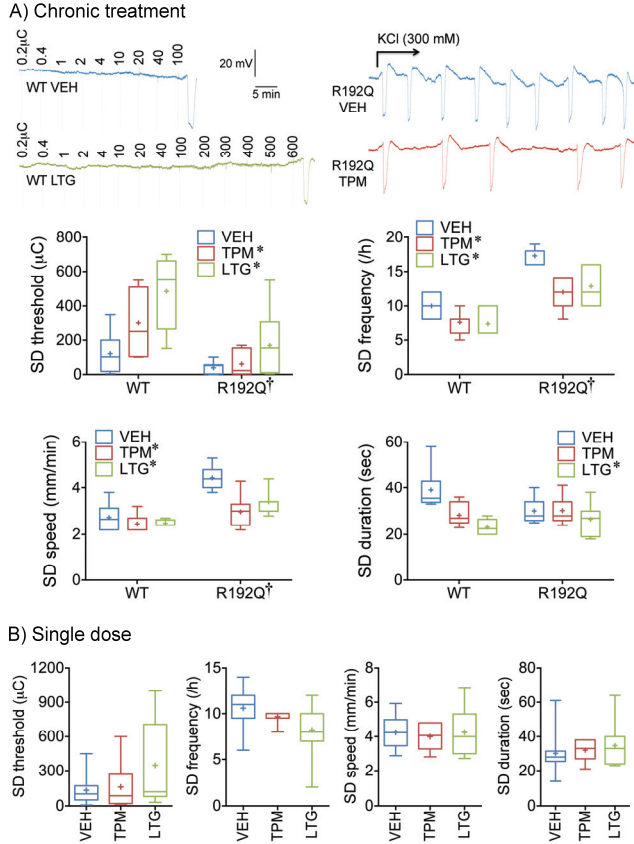 A) Chronic treatment
0.2µC 0.4 1 2 4 10 20 40 100
WT VEH
20 mV
5 min
KCl (300 mM)
R192Q
VEH
0.2µC 0.4 1 2 4 10 20 40 100 200 300 400 500 600
WT LTG
R192Q
TPM
SD threshold (µC)
800
600
400
200
0
VEH
TPM*
LTG*
WT
R192Q†
SD frequency (/h)
20
15
10
5
0
VEH
TPM*
LTG*
WT
R192Q†
SD speed (mm/min)
6
4
2
0
VEH
TPM*
LTG*
WT
R192Q†
SD duration (sec)
60
40
20
0
VEH
TPM
LTG*
WT
R192Q
B) Single dose
SD threshold (µC)
1200
900
600
300
0
VEH
TPM
LTG
SD frequency (/h)
15
10
5
0
VEH
TPM
LTG
SD speed (mm/min)
8
6
4
2
0
VEH
TPM
LTG
SD duration (sec)
80
60
40
20
0
VEH
TPM
LTG